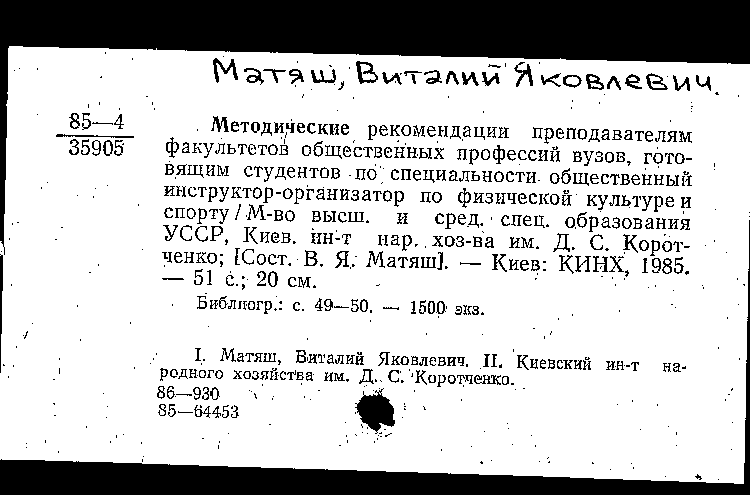 Матяш, Виталий Яковлевич.
85—4
35905
Методические рекомендации преподавателям
факультетов общественных профессий вузов, гото-
вящим студентов по специальности общественный
инструктор-организатор по физической культуре и
спорту / М-во высш. и сред. спец. образования
УССР, Киев. ин-т нар. хоз-ва им. Д. С. Корот-
ченко; [Сост. В. Я. Матяш]. — Киев: КИНХ, 1985.
— 51 с.; 20 см.
Библиогр.: с. 49—50. — 1500 экз.
I. Матяш, Виталий Яковлевич. II. Киевский ин-т на-
родного хозяйства им. Д. С. Коротченко.
86—930
85—64453